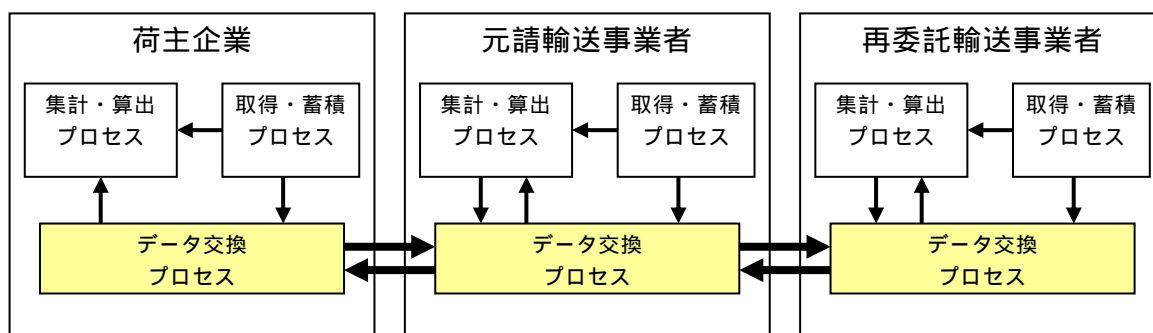 荷主企業
集計・算出
プロセス
取得・蓄積
プロセス
データ交換
プロセス
元請輸送事業者
集計・算出
プロセス
取得・蓄積
プロセス
データ交換
プロセス
再委託輸送事業者
集計・算出
プロセス
取得・蓄積
プロセス
データ交換
プロセス